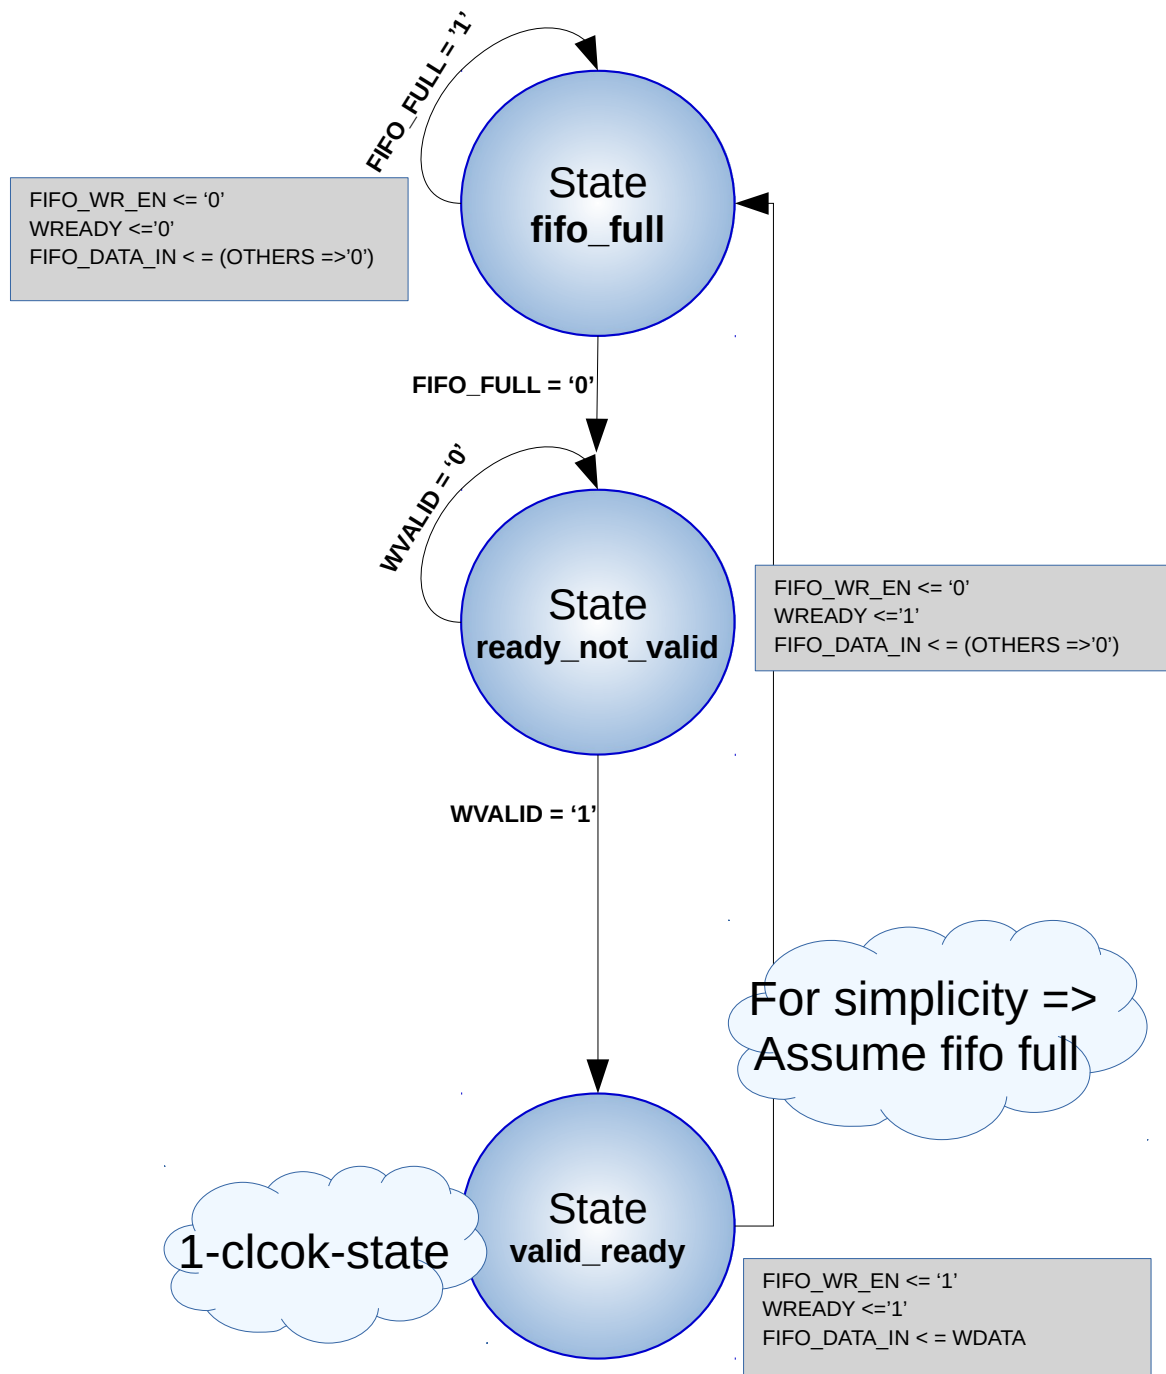 FIFO_FULL = ’1’
State
fifo_full
FIFO_WR_EN <= ‘0’
WREADY <=’0’
FIFO_DATA_IN < = (OTHERS =>’0’)
FIFO_FULL = ‘0’
WVALID = ‘0’
State
ready_not_valid
FIFO_WR_EN <= ‘0’
WREADY <=’1’
FIFO_DATA_IN < = (OTHERS =>’0’)
WVALID = ‘1’
For simplicity =>
Assume fifo full
State
valid_ready
1-clcok-state
FIFO_WR_EN <= ‘1’
WREADY <=’1’
FIFO_DATA_IN < = WDATA